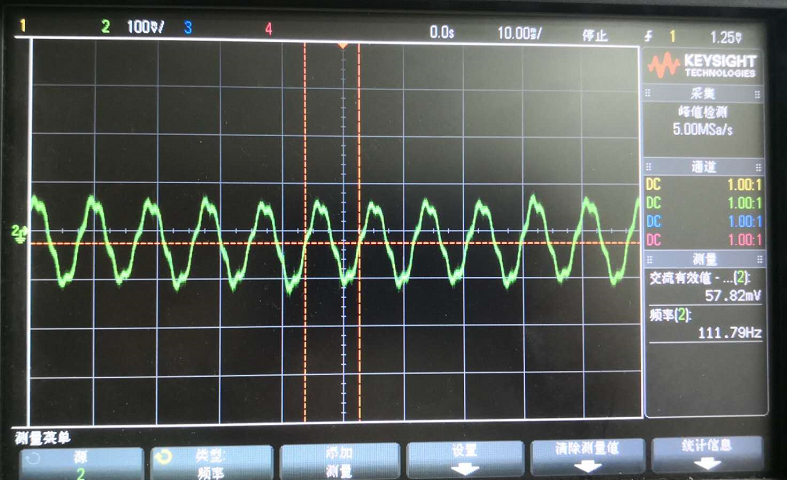 1 2 100mV/ 3 4 0.0s 10.00ms/ 停止 1 1.25V
KEYSIGHT
TECHNOLOGIES
采集
峰值检测
5.00MSa/s
通道
DC 1.00:1
DC 1.00:1
DC 1.00:1
DC 1.00:1
测量
交流有效值 - ...(2):
57.82mV
频率(2):
111.79Hz
2
测量菜单
源
2
类型:
频率
添加
测量
设置
清除测量值
统计信息